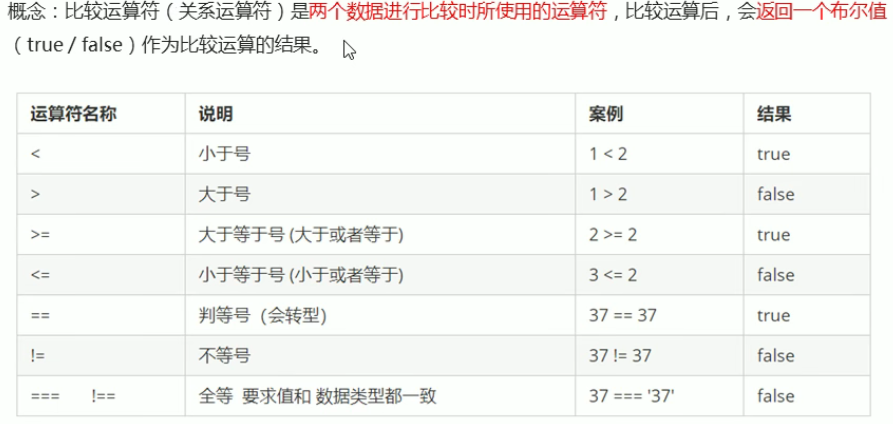 概念：比较运算符（关系运算符）是两个数据进行比较时所使用的运算符，比较运算后，会返回一个布尔值
（true / false）作为比较运算的结果。
运算符名称 说明 案例 结果
< 小于号 1 < 2 true
> 大于号 1 > 2 false
>= 大于等于号 (大于或者等于) 2 >= 2 true
<= 小于等于号 (小于或者等于) 3 <= 2 false
== 判等号（会转型） 37 == 37 true
!= 不等号 37 != 37 false
=== !== 全等 要求值和 数据类型都一致 37 === '37' false